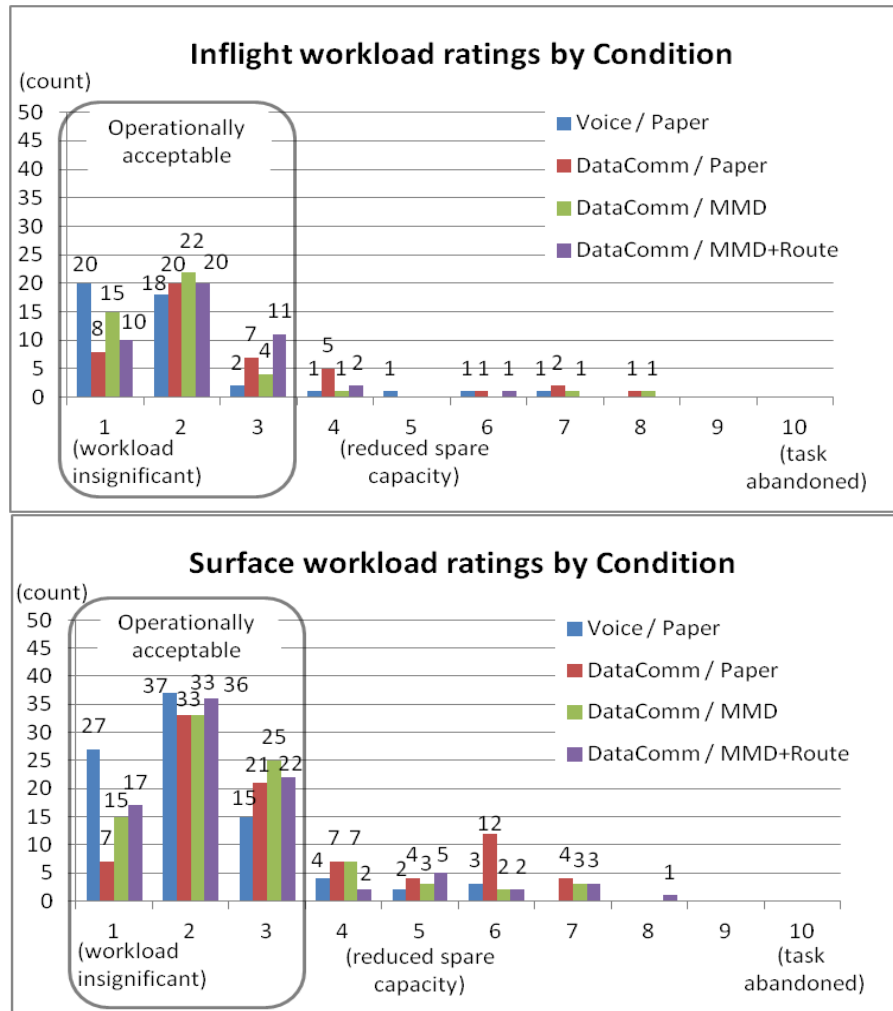 Inflight workload ratings by Condition
(count)
50
45
40
35
30
25
20
15
10
5
0
Operationally
acceptable
Voice / Paper
DataComm / Paper
DataComm / MMD
DataComm / MMD+Route
20 8 15 10
18 20 22 20
2 7 4 11
1 5 1 2
1
1 1 1
1 2 1
1 1
1 2 3 4 5 6 7 8 9 10
(workload
insignificant)
(reduced spare
capacity)
(task
abandoned)
Surface workload ratings by Condition
(count)
50
45
40
35
30
25
20
15
10
5
0
Operationally
acceptable
Voice / Paper
DataComm / Paper
DataComm / MMD
DataComm / MMD+Route
27 7 15 17
37 33 33 36
15 21 25 22
4 7 7 2
2 4 3 5
3 12 2 2
4 3 3
1
1 2 3 4 5 6 7 8 9 10
(workload
insignificant)
(reduced spare
capacity)
(task
abandoned)